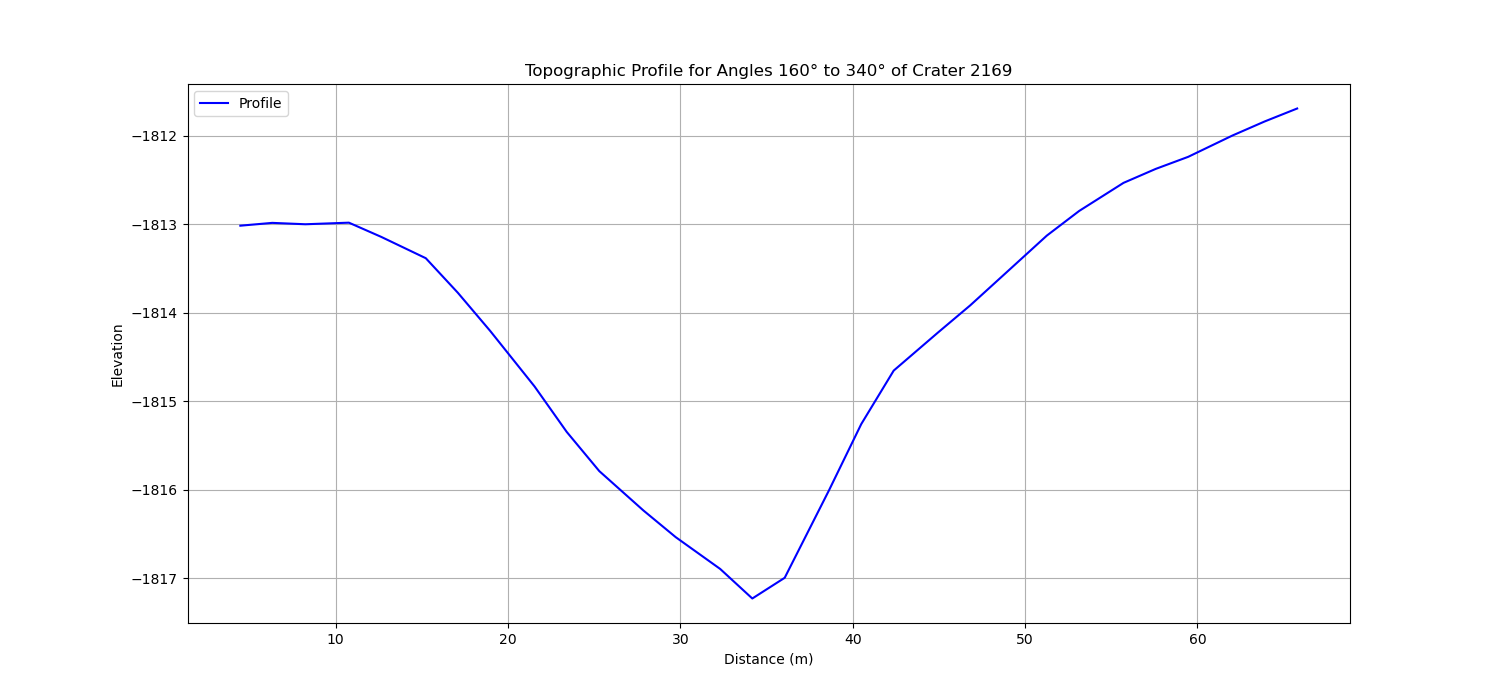 Topographic Profile for Angles 160° to 340° of Crater 2169
Profile
−1812
−1813
−1814
−1815
−1816
−1817
Elevation
10 20 30 40 50 60
Distance (m)